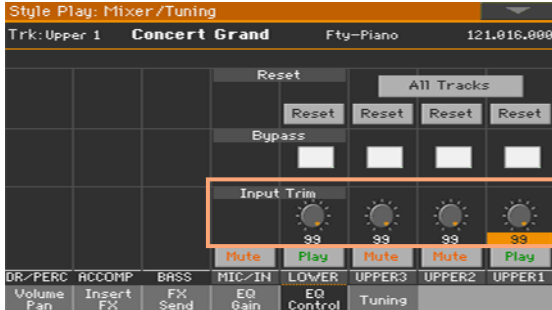 Style Play: Mixer/Tuning
Trk:Upper 1 Concert Grand Fty-Piano 121.016.000
Reset
All Tracks
Reset Reset Reset Reset
Bypass
Input Trim
99 99 99 99
Mute Play Mute Mute Play
DR/PERC ACCOMP BASS MIC/IN LOWER UPPER3 UPPER2 UPPER1
Volume Pan Insert FX FX Send EQ Gain EQ Control Tuning